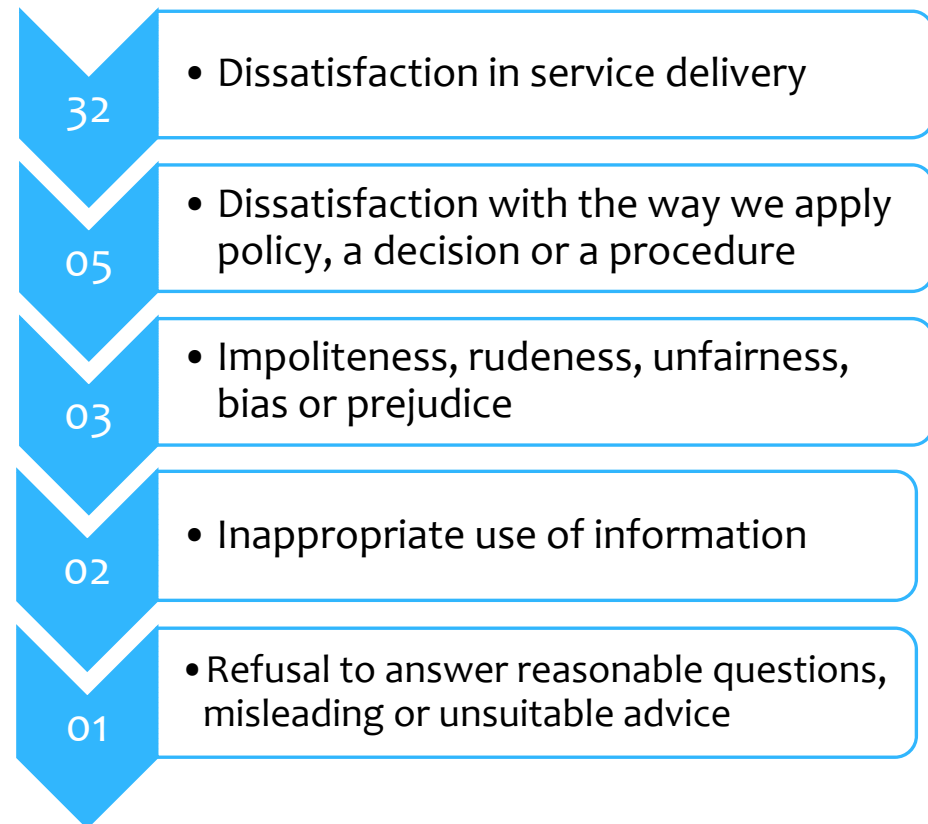 32
• Dissatisfaction in service delivery
05
• Dissatisfaction with the way we apply
policy, a decision or a procedure
03
• Impoliteness, rudeness, unfairness,
bias or prejudice
02
• Inappropriate use of information
01
• Refusal to answer reasonable questions,
misleading or unsuitable advice